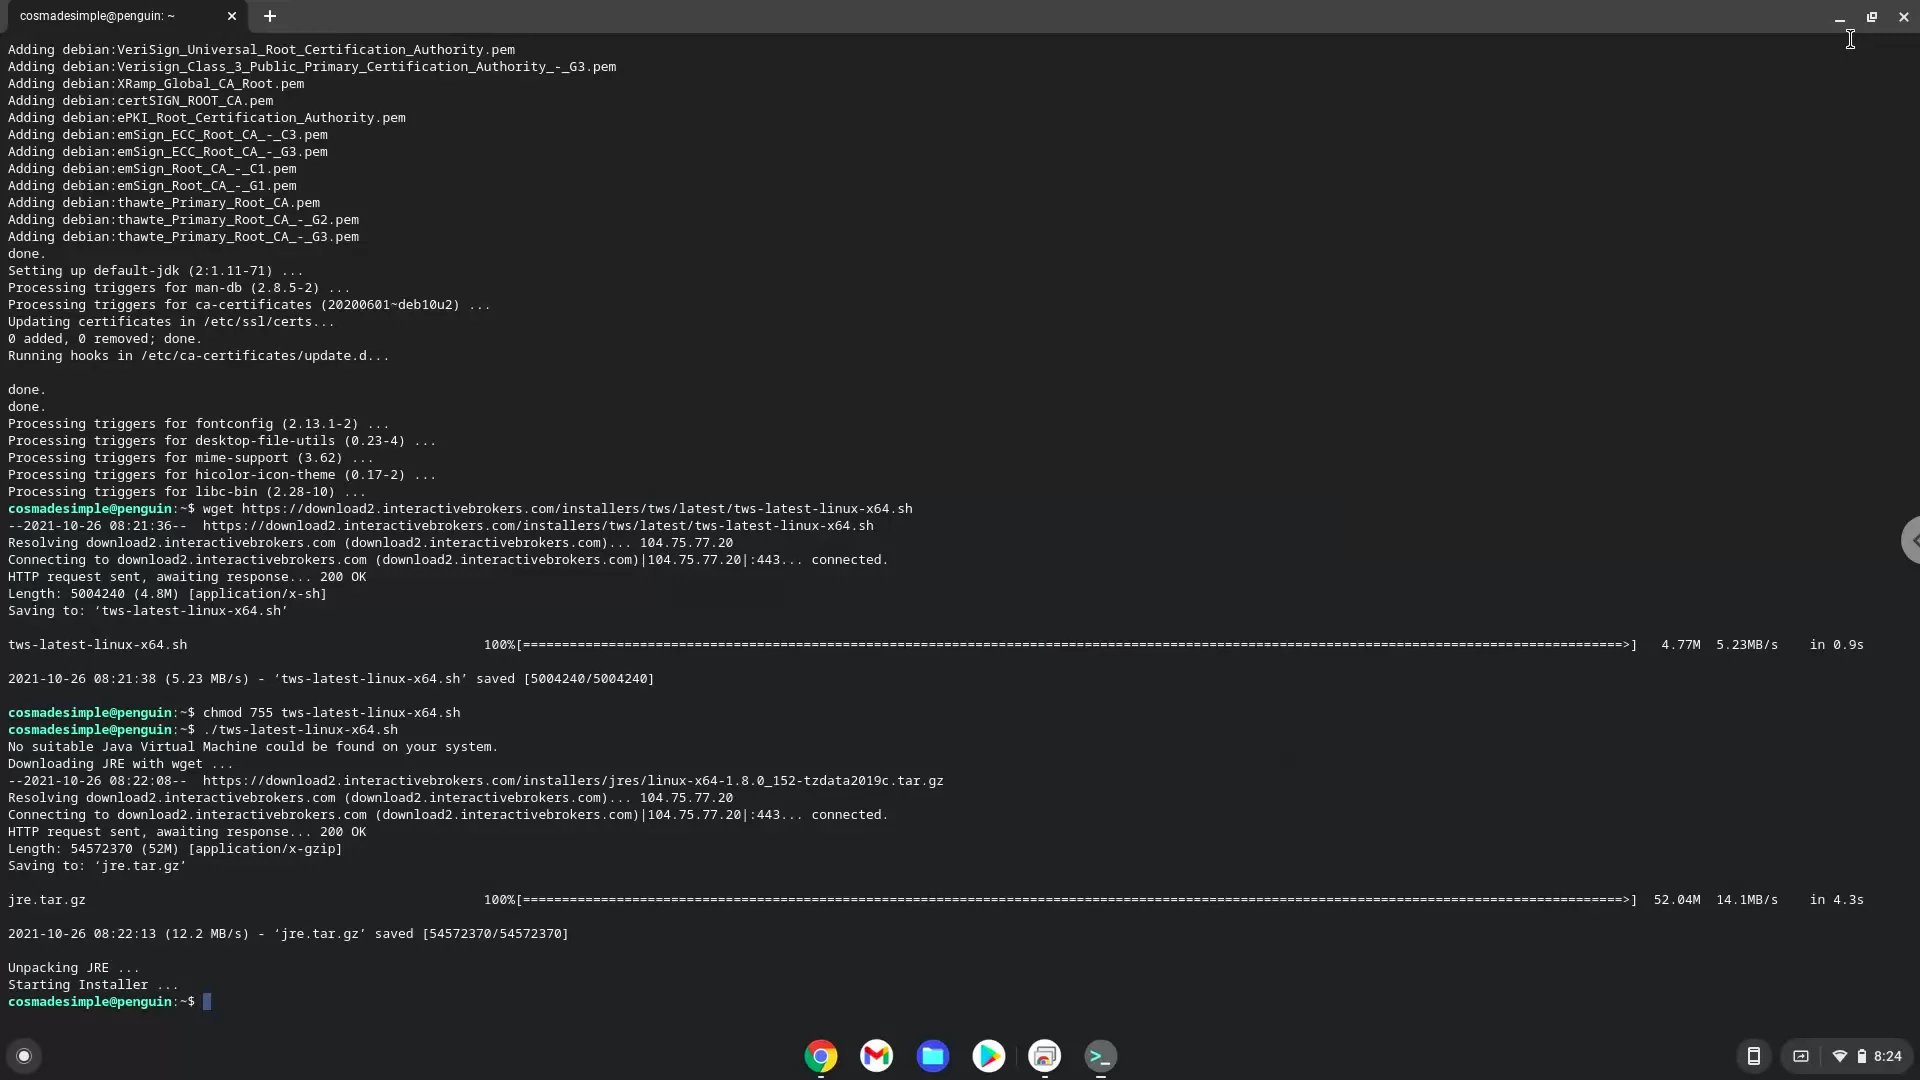 cosmadesimple@penguin: ~
Adding debian:VeriSign_Universal_Root_Certification_Authority.pem
Adding debian:Verisign_Class_3_Public_Primary_Certification_Authority_-_G3.pem
Adding debian:XRamp_Global_CA_Root.pem
Adding debian:certSIGN_ROOT_CA.pem
Adding debian:ePKI_Root_Certification_Authority.pem
Adding debian:emSign_ECC_Root_CA_-_C3.pem
Adding debian:emSign_ECC_Root_CA_-_G3.pem
Adding debian:emSign_Root_CA_-_C1.pem
Adding debian:emSign_Root_CA_-_G1.pem
Adding debian:thawte_Primary_Root_CA.pem
Adding debian:thawte_Primary_Root_CA_-_G2.pem
Adding debian:thawte_Primary_Root_CA_-_G3.pem
done.
Setting up default-jdk (2:1.11-71) ...
Processing triggers for man-db (2.8.5-2) ...
Processing triggers for ca-certificates (20200601~deb10u2) ...
Updating certificates in /etc/ssl/certs...
0 added, 0 removed; done.
Running hooks in /etc/ca-certificates/update.d...
done.
done.
Processing triggers for fontconfig (2.13.1-2) ...
Processing triggers for desktop-file-utils (0.23-4) ...
Processing triggers for mime-support (3.62) ...
Processing triggers for hicolor-icon-theme (0.17-2) ...
Processing triggers for libc-bin (2.28-10) ...
cosmadesimple@penguin:~$ wget https://download2.interactivebrokers.com/installers/tws/latest/tws-latest-linux-x64.sh
--2021-10-26 08:21:36--  https://download2.interactivebrokers.com/installers/tws/latest/tws-latest-linux-x64.sh
Resolving download2.interactivebrokers.com (download2.interactivebrokers.com)... 104.75.77.20
Connecting to download2.interactivebrokers.com (download2.interactivebrokers.com)|104.75.77.20|:443... connected.
HTTP request sent, awaiting response... 200 OK
Length: 5004240 (4.8M) [application/x-sh]
Saving to: ‘tws-latest-linux-x64.sh’
tws-latest-linux-x64.sh 100%[=============================================================================================================================================>] 4.77M 5.23MB/s in 0.9s
2021-10-26 08:21:38 (5.23 MB/s) - ‘tws-latest-linux-x64.sh’ saved [5004240/5004240]
cosmadesimple@penguin:~$ chmod 755 tws-latest-linux-x64.sh
cosmadesimple@penguin:~$ ./tws-latest-linux-x64.sh
No suitable Java Virtual Machine could be found on your system.
Downloading JRE with wget ...
--2021-10-26 08:22:08--  https://download2.interactivebrokers.com/installers/jres/linux-x64-1.8.0_152-tzdata2019c.tar.gz
Resolving download2.interactivebrokers.com (download2.interactivebrokers.com)... 104.75.77.20
Connecting to download2.interactivebrokers.com (download2.interactivebrokers.com)|104.75.77.20|:443... connected.
HTTP request sent, awaiting response... 200 OK
Length: 54572370 (52M) [application/x-gzip]
Saving to: ‘jre.tar.gz’
jre.tar.gz 100%[=============================================================================================================================================>] 52.04M 14.1MB/s in 4.3s
2021-10-26 08:22:13 (12.2 MB/s) - ‘jre.tar.gz’ saved [54572370/54572370]
Unpacking JRE ...
Starting Installer ...
cosmadesimple@penguin:~$
8:24